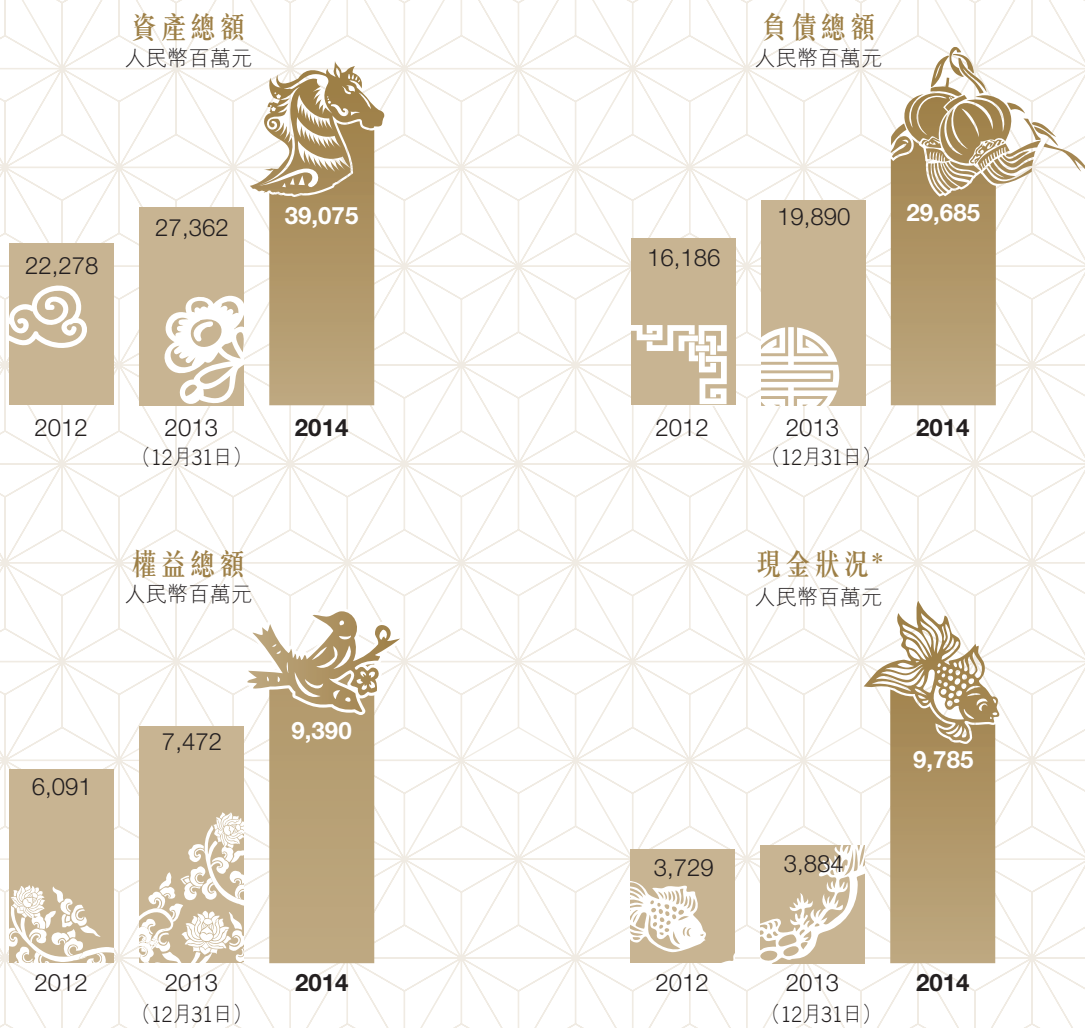 資產總額
人民幣百萬元
22,278
27,362
39,075
2012
2013
2014
（12月31日）
負債總額
人民幣百萬元
16,186
19,890
29,685
2012
2013
2014
（12月31日）
權益總額
人民幣百萬元
6,091
7,472
9,390
2012
2013
2014
（12月31日）
現金狀況*
人民幣百萬元
3,729
3,884
9,785
2012
2013
2014
（12月31日）